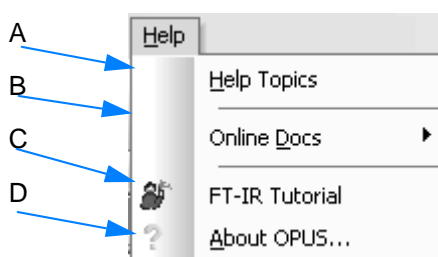 A
Help
B
Help Topics
C
Online Docs
D
FT-IR Tutorial
?
About OPUS...